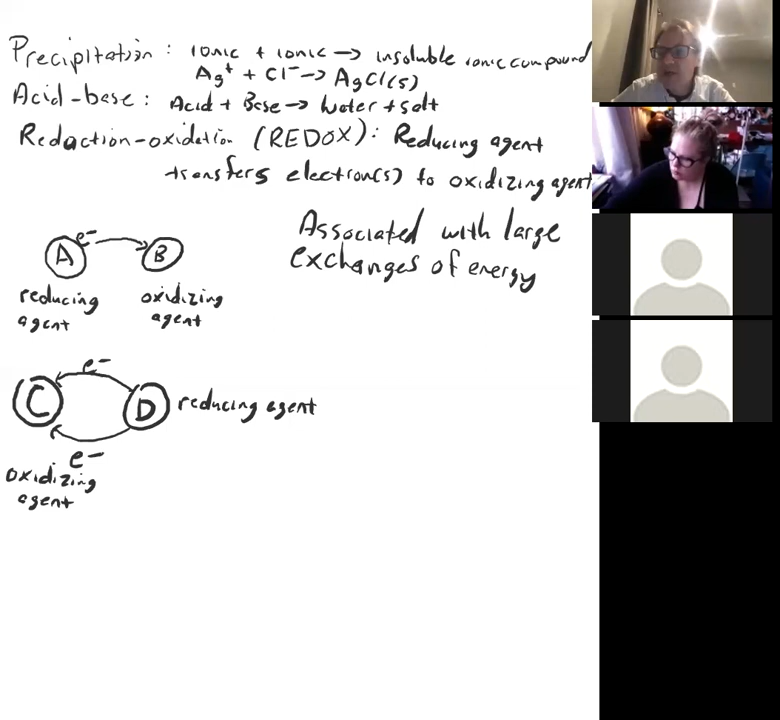 Precipitation: ionic + ionic → insoluble ionic compound
Ag⁺ + Cl⁻ → AgCl(s)
Acid-base: Acid + Base → Water + salt
Redaction-oxidation (REDOX): Reducing agent
transfers electron(s) to oxidizing agent
Associated with large
exchanges of energy
e⁻
A B
reducing
agent
oxidizing
agent
e⁻
C D reducing agent
e⁻
oxidizing
agent